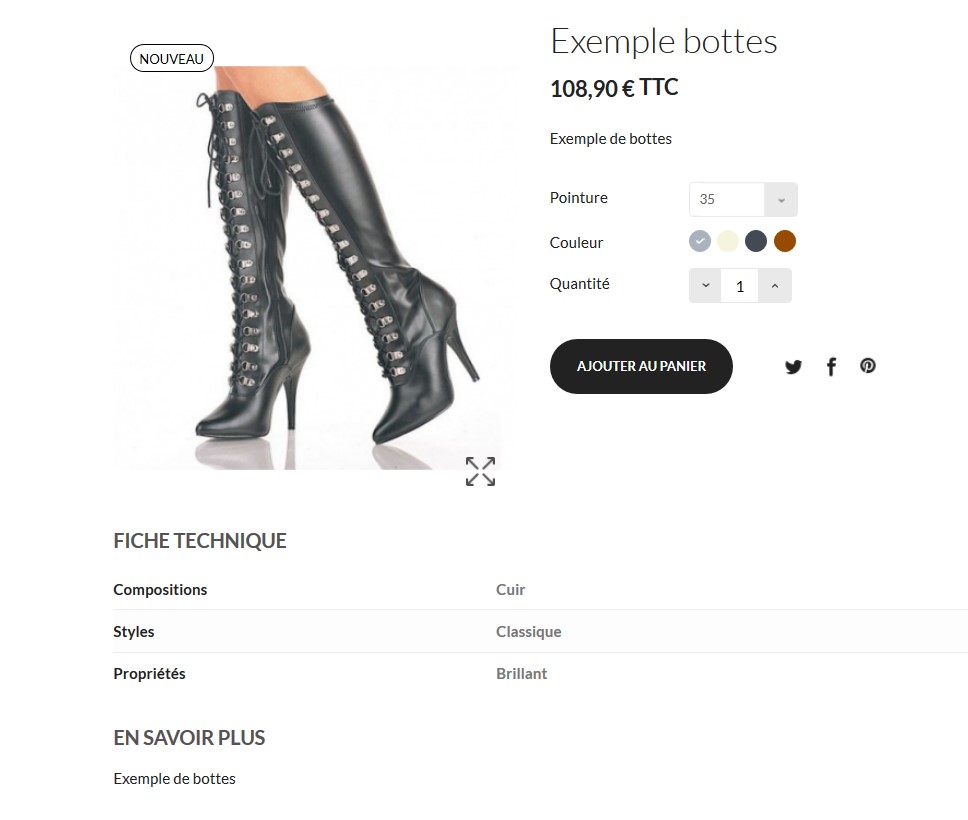 NOUVEAU
Exemple bottes
108,90 € TTC
Exemple de bottes
Pointure 35
Couleur
Quantité 1
AJOUTER AU PANIER
FICHE TECHNIQUE
Compositions Cuir
Styles Classique
Propriétés Brillant
EN SAVOIR PLUS
Exemple de bottes